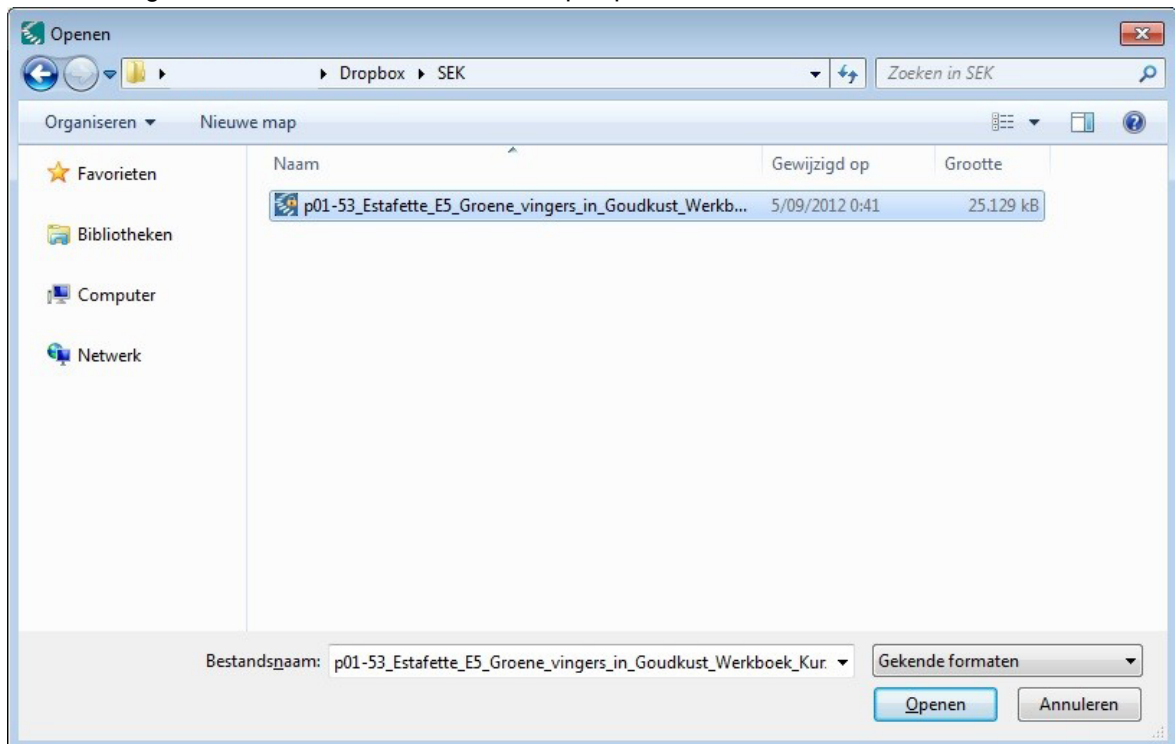 Openen
Dropbox SEK
Zoeken in SEK
Organiseren Nieuwe map
Naam Gewijzigd op Grootte
p01-53_Estafette_E5_Groene_vingers_in_Goudkust_Werkb... 5/09/2012 0:41 25.129 kB
Favorieten
Bibliotheken
Computer
Netwerk
Bestandsnaam: p01-53_Estafette_E5_Groene_vingers_in_Goudkust_Werkboek_Kur. Gekende formaten
Openen Annuleren